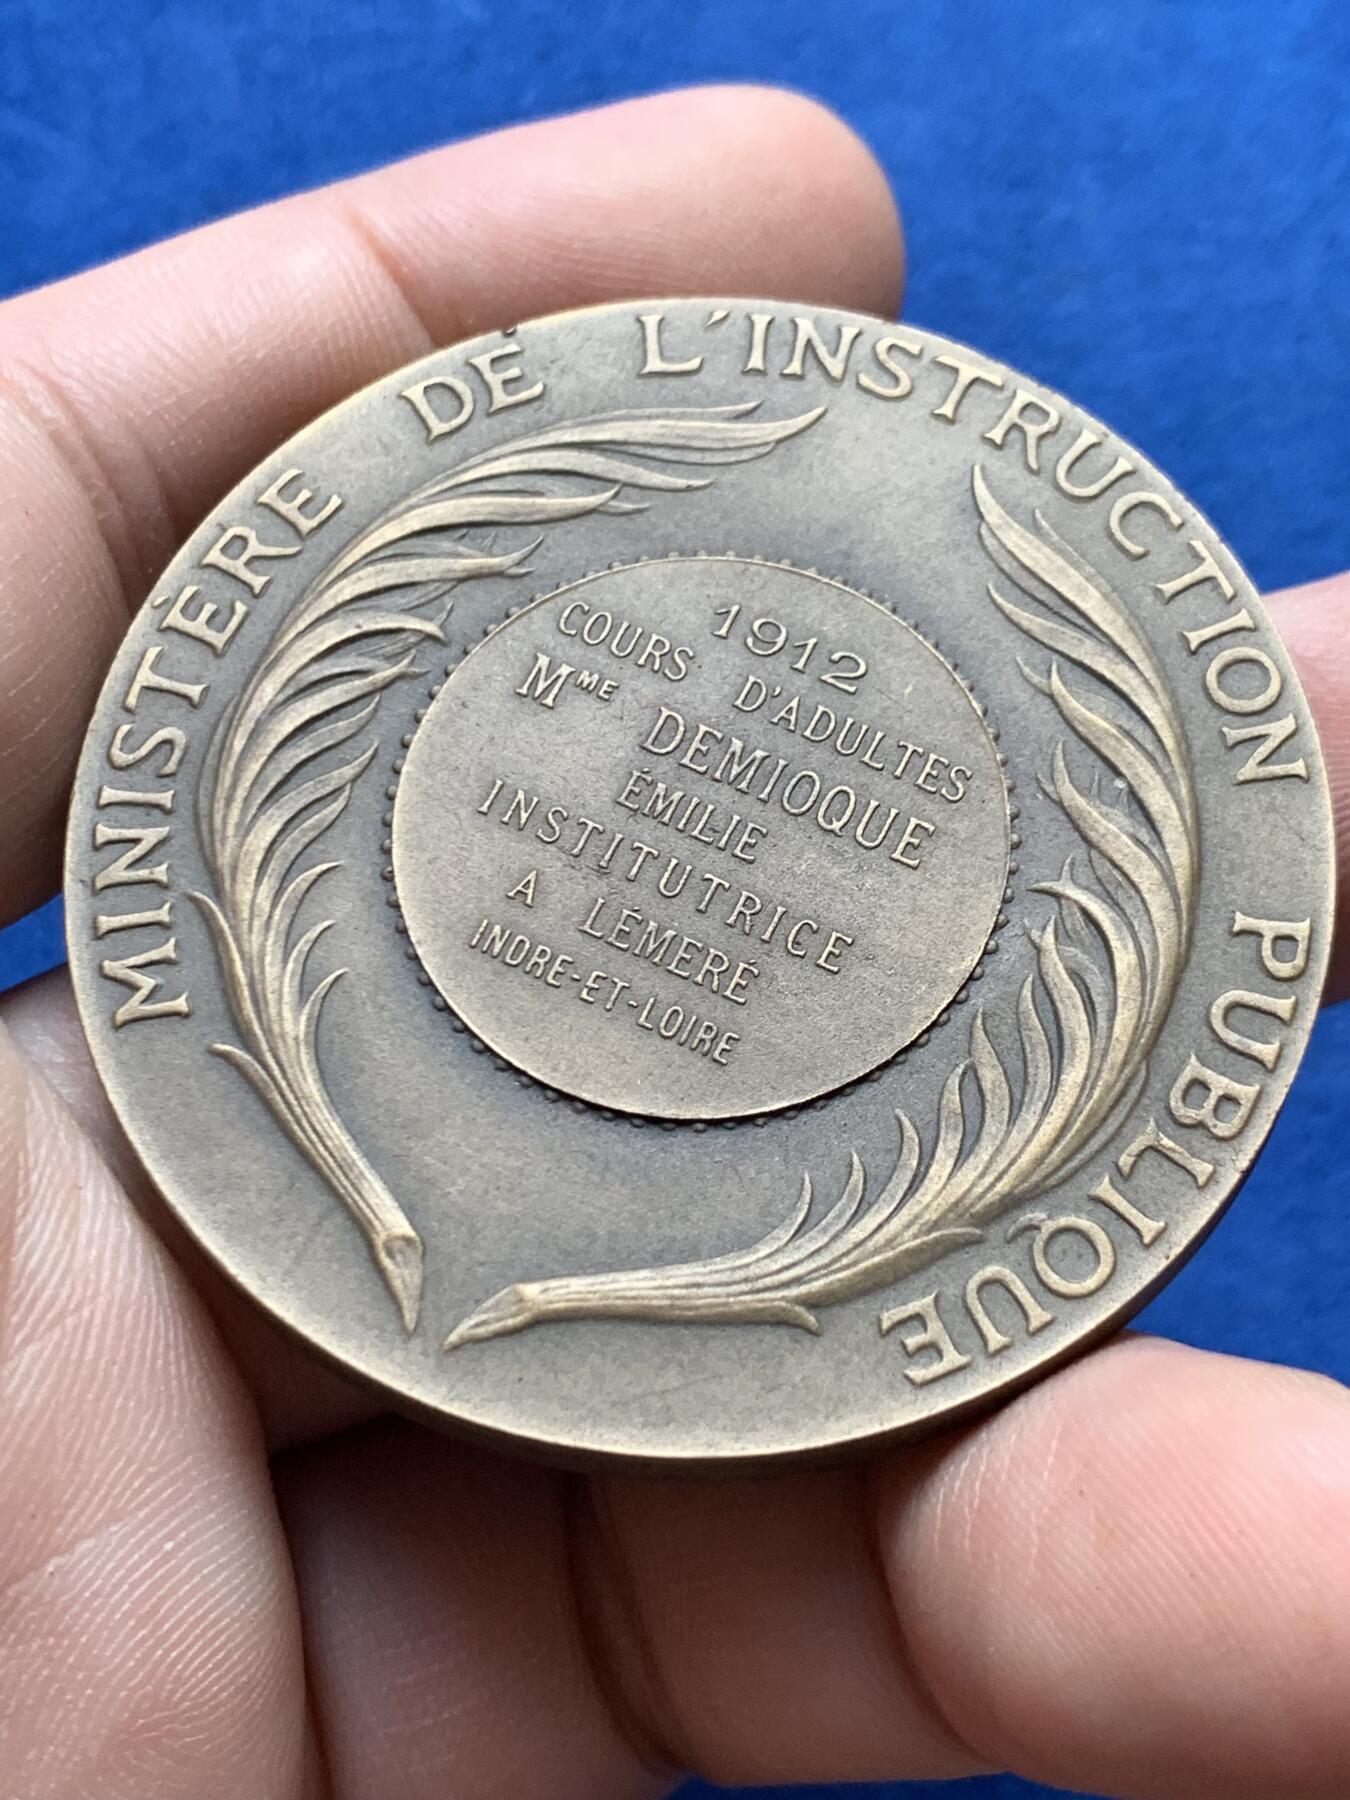 MINISTÈRE DE L'INSTRUCTION PUBLIQUE
1912
COURS D'ADULTES
MME DEMIOQUE
ÉMILIE
INSTITUTRICE
A LÉMERÉ
INDRE-ET-LOIRE